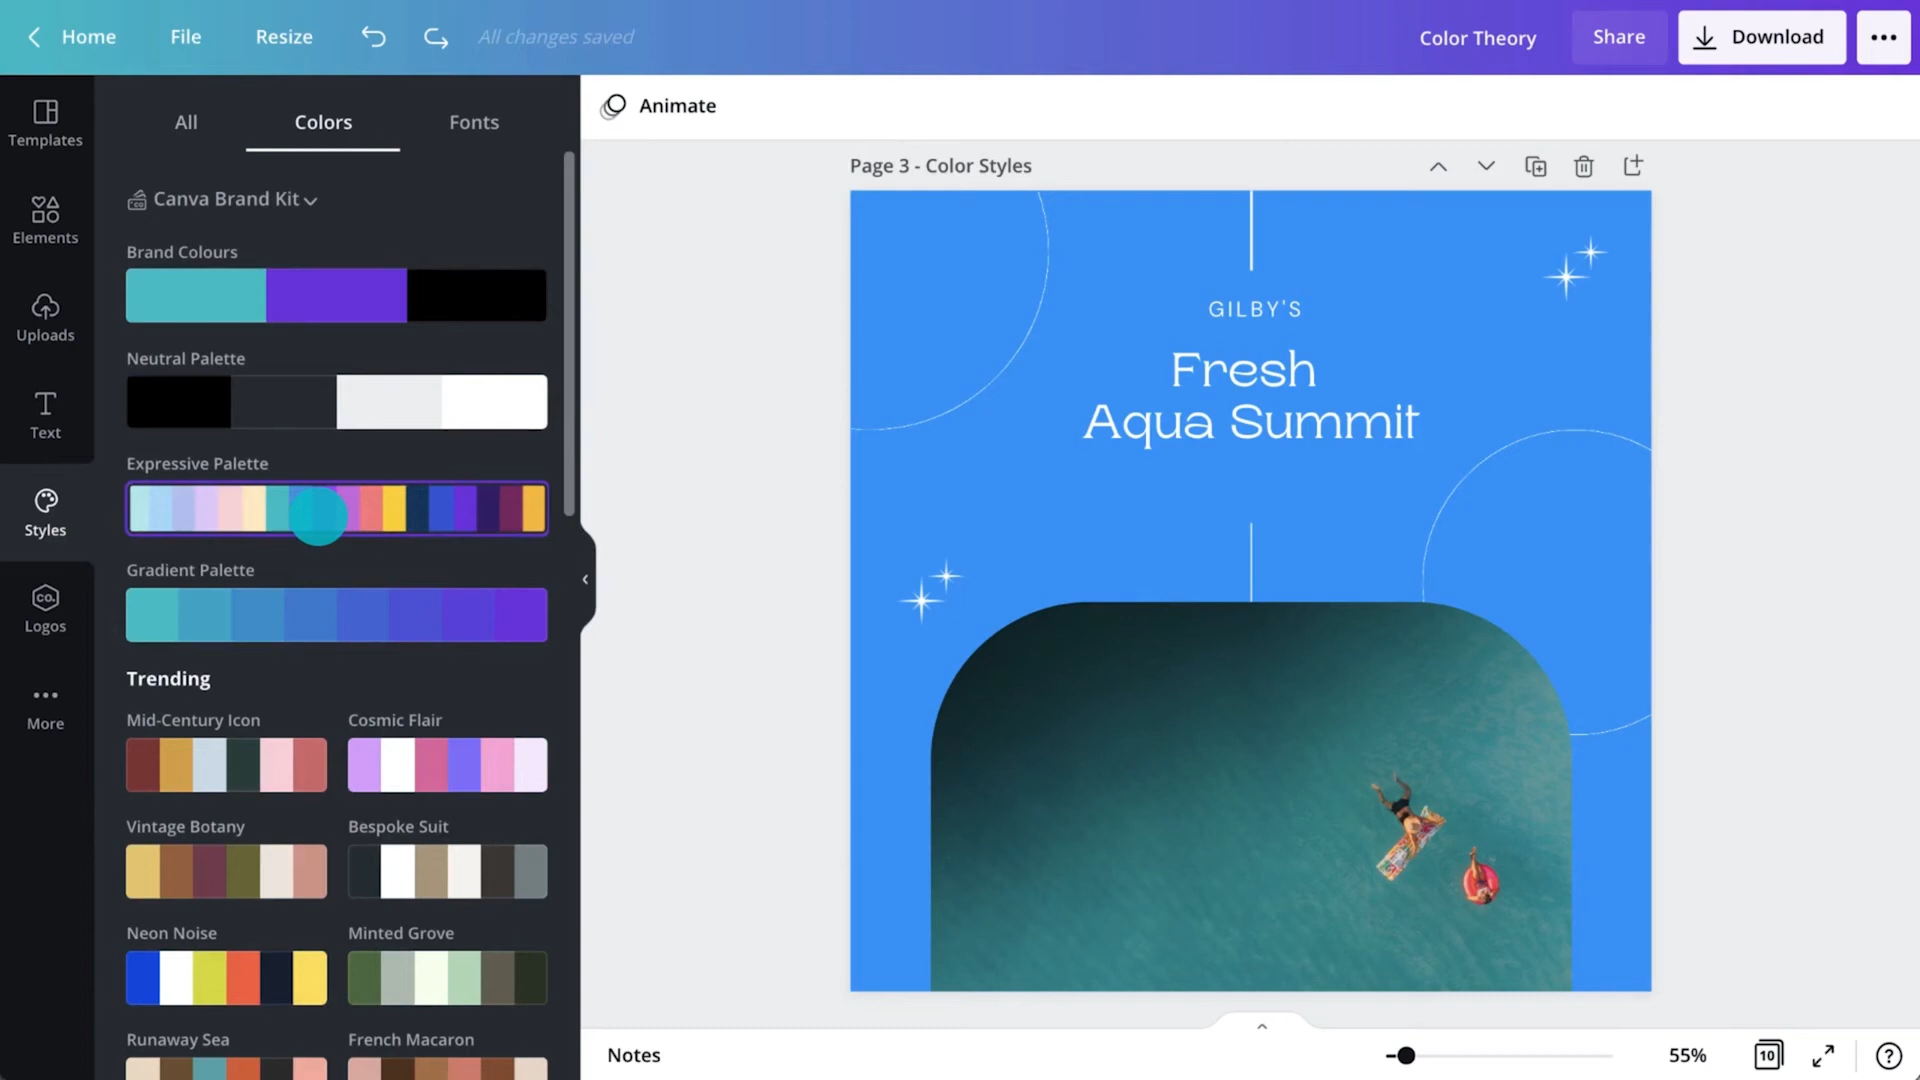 Home
File
Resize
All changes saved
Color Theory
Share
Download
Templates
Elements
Uploads
Text
Styles
Logos
CO.
More
All
Colors
Fonts
Canva Brand Kit
Brand Colours
Neutral Palette
Expressive Palette
Gradient Palette
Trending
Mid-Century Icon
Cosmic Flair
Vintage Botany
Bespoke Suit
Neon Noise
Minted Grove
Runaway Sea
French Macaron
Animate
Page 3 - Color Styles
GILBY'S
Fresh
Aqua Summit
Notes
55%
10
?